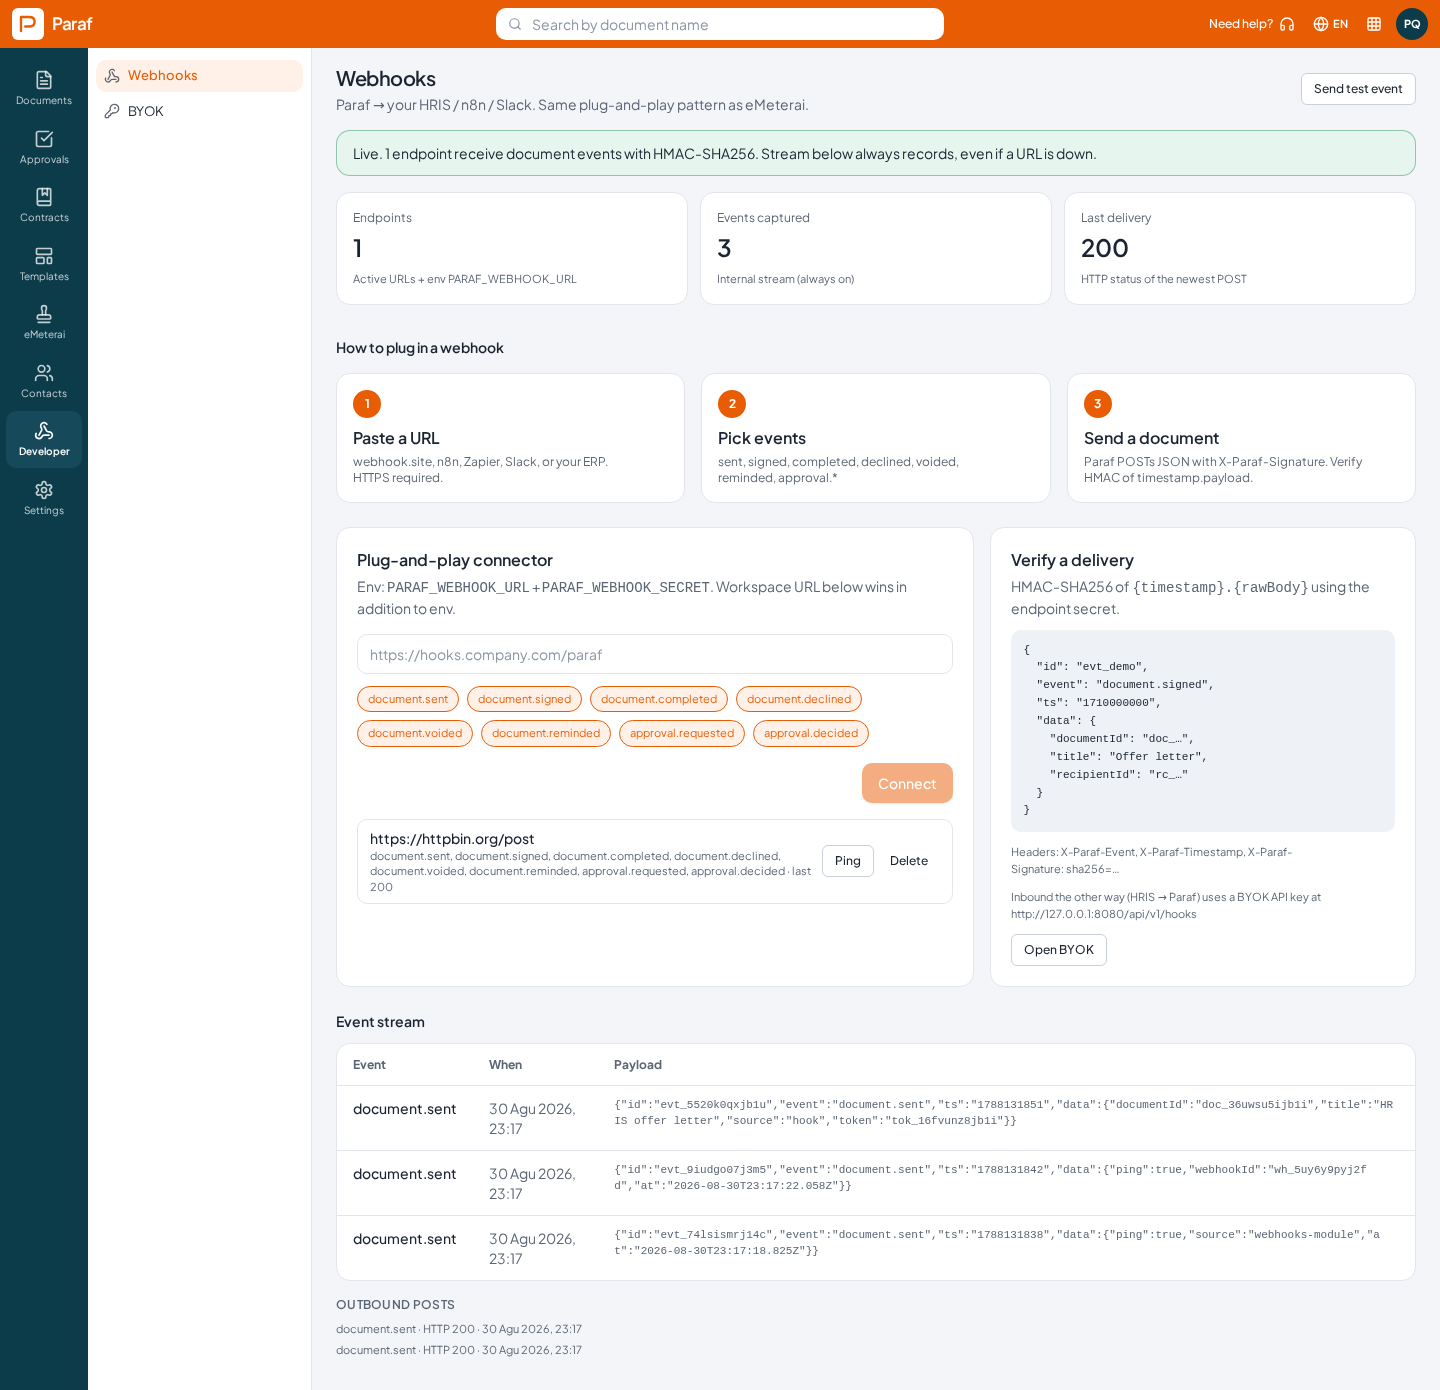 Paraf
Search by document name
Need help?
EN
PQ
Documents
Approvals
Contracts
Templates
eMeterai
Contacts
Developer
Settings
Webhooks
BYOK
Webhooks
Paraf → your HRIS / n8n / Slack. Same plug-and-play pattern as eMeterai.
Send test event
Live. 1 endpoint receive document events with HMAC-SHA256. Stream below always records, even if a URL is down.
Endpoints
1
Active URLs + env PARAF_WEBHOOK_URL
Events captured
3
Internal stream (always on)
Last delivery
200
HTTP status of the newest POST
How to plug in a webhook
1
Paste a URL
webhook.site, n8n, Zapier, Slack, or your ERP.
HTTPS required.
2
Pick events
sent, signed, completed, declined, voided,
reminded, approval.*
3
Send a document
Paraf POSTs JSON with X-Paraf-Signature. Verify
HMAC of timestamp.payload.
Plug-and-play connector
Env: PARAF_WEBHOOK_URL + PARAF_WEBHOOK_SECRET. Workspace URL below wins in
addition to env.
https://hooks.company.com/paraf
document.sent document.signed document.completed document.declined
document.voided document.reminded approval.requested approval.decided
Connect
https://httpbin.org/post
document.sent, document.signed, document.completed, document.declined,
document.voided, document.reminded, approval.requested, approval.decided · last
200
Ping
Delete
Verify a delivery
HMAC-SHA256 of {timestamp}.{rawBody} using the
endpoint secret.
{
"id": "evt_demo",
"event": "document.signed",
"ts": "1710000000",
"data": {
"documentId": "doc_…",
"title": "Offer letter",
"recipientId": "rc_…"
}
}
Headers: X-Paraf-Event, X-Paraf-Timestamp, X-Paraf-
Signature: sha256=…
Inbound the other way (HRIS → Paraf) uses a BYOK API key at
http://127.0.0.1:8080/api/v1/hooks
Open BYOK
Event stream
Event When Payload
document.sent
30 Agu 2026,
23:17
{"id":"evt_5520k0qxjb1u","event":"document.sent","ts":"1788131851","data":{"documentId":"doc_36uwsu5ijb1i","title":"HR
IS offer letter","source":"hook","token":"tok_16fvunz8jb1i"}}
document.sent
30 Agu 2026,
23:17
{"id":"evt_9iudgo07j3m5","event":"document.sent","ts":"1788131842","data":{"ping":true,"webhookId":"wh_5uy6y9pyj2f
d","at":"2026-08-30T23:17:22.058Z"}}
document.sent
30 Agu 2026,
23:17
{"id":"evt_74lsismrj14c","event":"document.sent","ts":"1788131838","data":{"ping":true,"source":"webhooks-module","a
t":"2026-08-30T23:17:18.825Z"}}
OUTBOUND POSTS
document.sent · HTTP 200 · 30 Agu 2026, 23:17
document.sent · HTTP 200 · 30 Agu 2026, 23:17